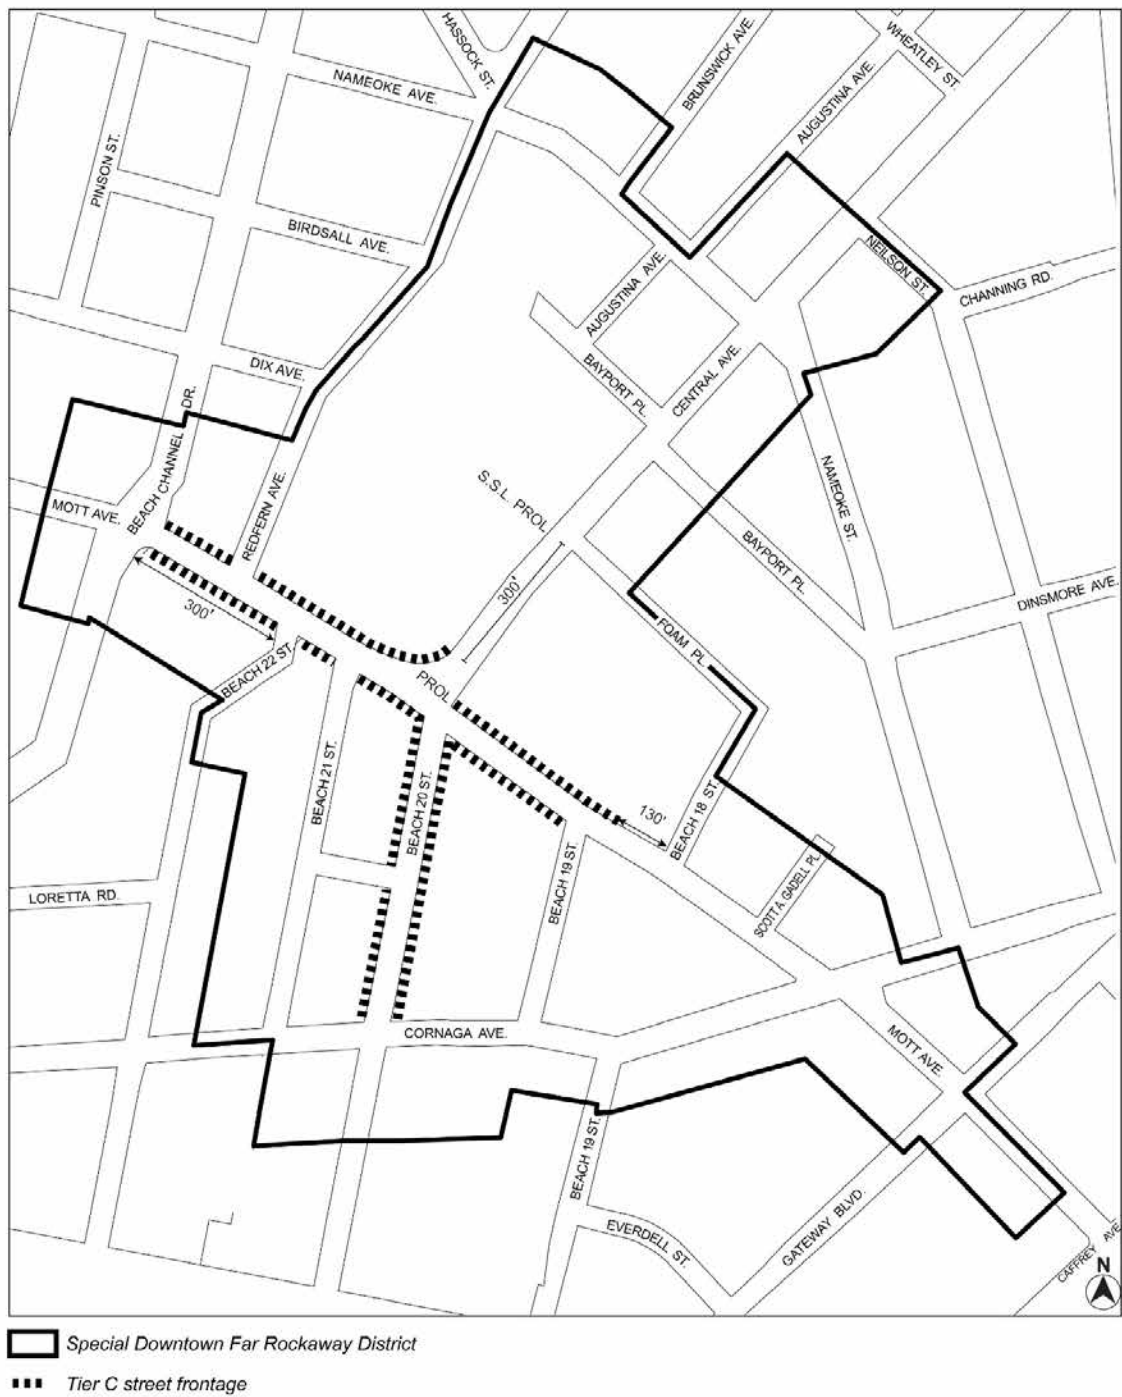 HASSOCK ST.
NAMEOKE AVE.
BRUNSWICK AVE.
WHEATLEY ST.
AUGUSTINA AVE.
PINSON ST.
BIRDSALL AVE.
NEILSON ST.
CHANNING RD.
AUGUSTINA AVE.
DIX AVE.
BAYPORT PL.
CENTRAL AVE.
BEACH CHANNEL DR.
MOTT AVE.
REDFERN AVE.
S.S.L. PROL
NAMEOKE ST.
BAYPORT PL.
DINSMORE AVE.
300'
300'
FOAM PL.
BEACH 22 ST.
PROL
BEACH 21 ST.
BEACH 20 ST.
130'
BEACH 18 ST.
BEACH 19 ST.
SCOTT A. GADELL PL.
LORETTA RD.
CORNAGA AVE.
MOTT AVE.
BEACH 19 ST.
GATEWAY BLVD.
EVERDELL ST.
CAFFREY AVE
N
Special Downtown Far Rockaway District
Tier C street frontage